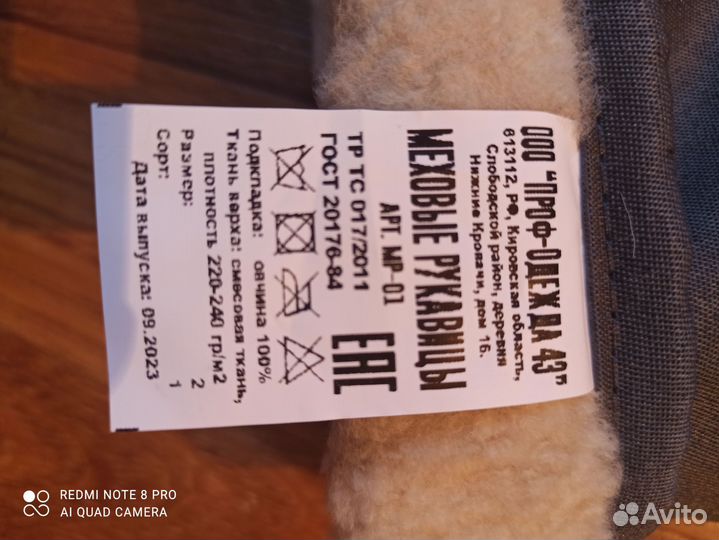 ООО "ПРОФ-ОДЕЖДА 43"
613112, РФ, Кировская область,
Слободской район, деревня
Нижние Кропачи, дом 16.
МЕХОВЫЕ РУКАВИЦЫ
АРТ. МР-01
ТР ТС 017/2011
ГОСТ 20176-84
ЕАС
Подкладка: овчина 100%
Ткань верха: смесовая ткань,
плотность 220-240 гр/м2
Размер: 2
Сорт: 1
Дата выпуска: 09.2023
REDMI NOTE 8 PRO
AI QUAD CAMERA
Avito